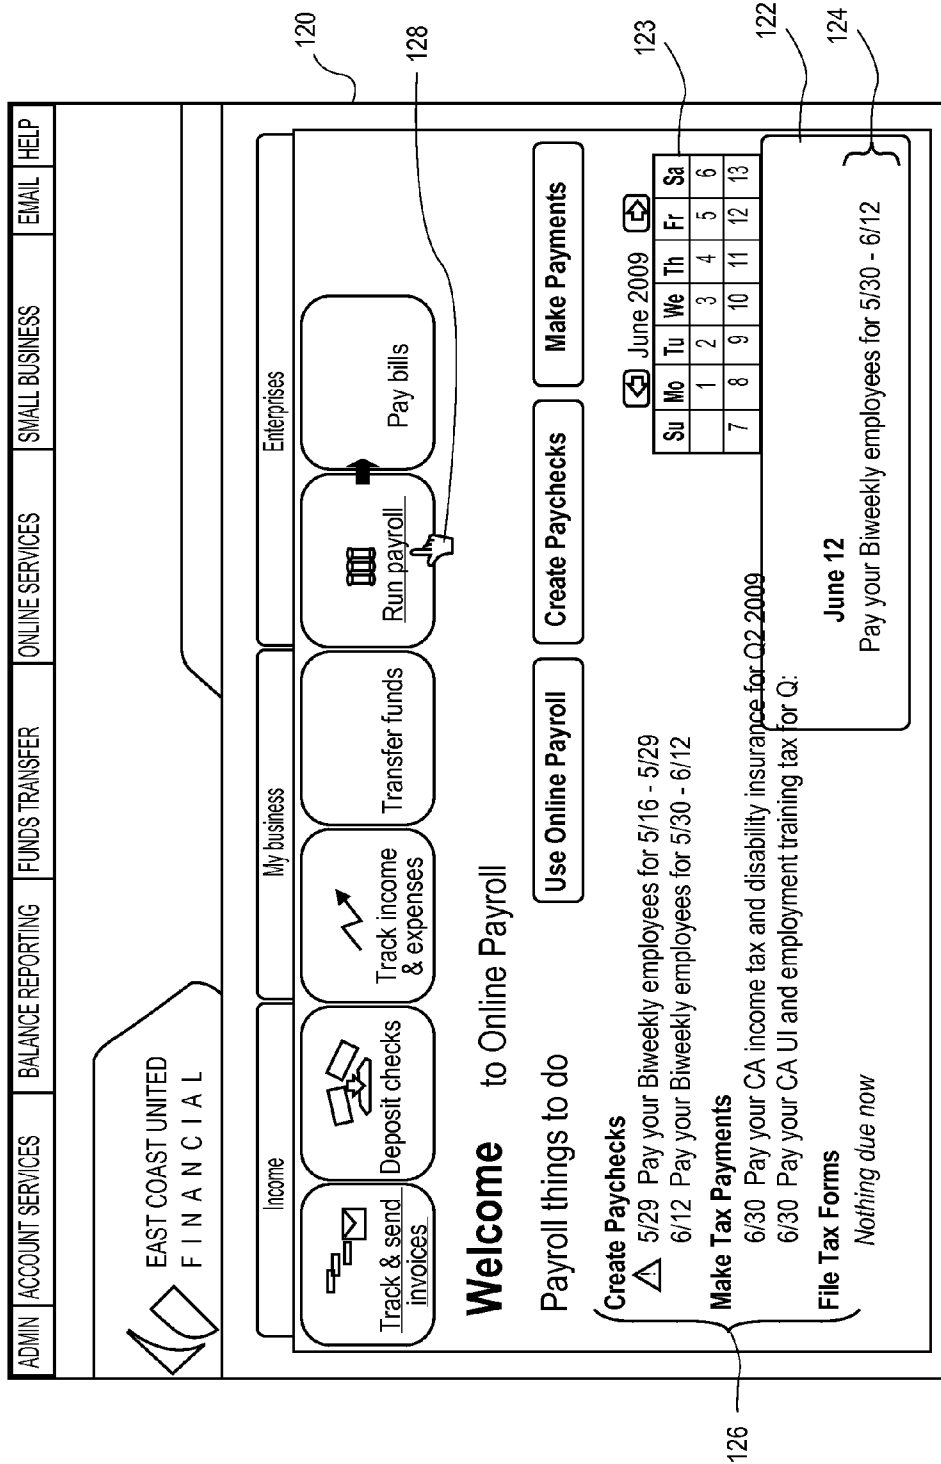 ADMIN ACCOUNT SERVICES BALANCE REPORTING FUNDS TRANSFER ONLINE SERVICES SMALL BUSINESS EMAIL HELP
EAST COAST UNITED
FINANCIAL
120
128
Income My business Enterprises
Track & send
invoices
Deposit checks
Track income
& expenses
Transfer funds
Run payroll
Pay bills
Welcome to Online Payroll
Payroll things to do
Use Online Payroll Create Paychecks Make Payments
Create Paychecks
5/29 Pay your Biweekly employees for 5/16 - 5/29
6/12 Pay your Biweekly employees for 5/30 - 6/12
Make Tax Payments
6/30 Pay your CA income tax and disability insurance for Q2 2009
6/30 Pay your CA UI and employment training tax for Q:
File Tax Forms
Nothing due now
126
June 2009
Su Mo Tu We Th Fr Sa
1 2 3 4 5 6
7 8 9 10 11 12 13
123
122
June 12
Pay your Biweekly employees for 5/30 - 6/12
124